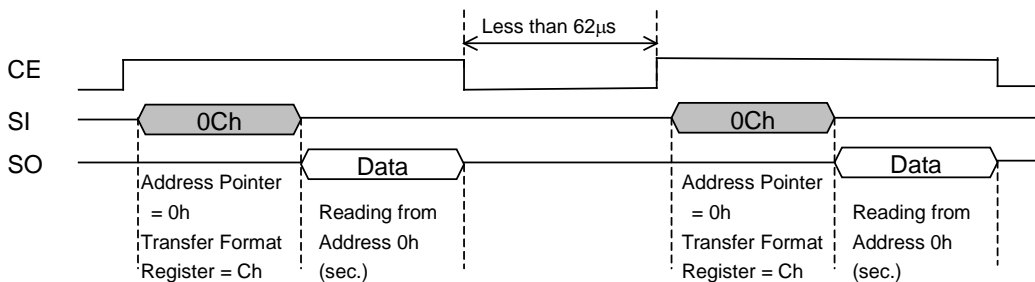 Less than 62μs
CE
SI 0Ch 0Ch
SO Data Data
Address Pointer
= 0h
Transfer Format
Register = Ch
Reading from
Address 0h
(sec.)
Address Pointer
= 0h
Transfer Format
Register = Ch
Reading from
Address 0h
(sec.)